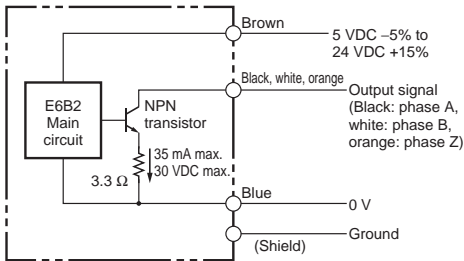 Brown
5 VDC –5% to
24 VDC +15%
Black, white, orange
Output signal
(Black: phase A,
white: phase B,
orange: phase Z)
E6B2
Main
circuit
NPN
transistor
35 mA max.
30 VDC max.
3.3 Ω
Blue
0 V
Ground
(Shield)